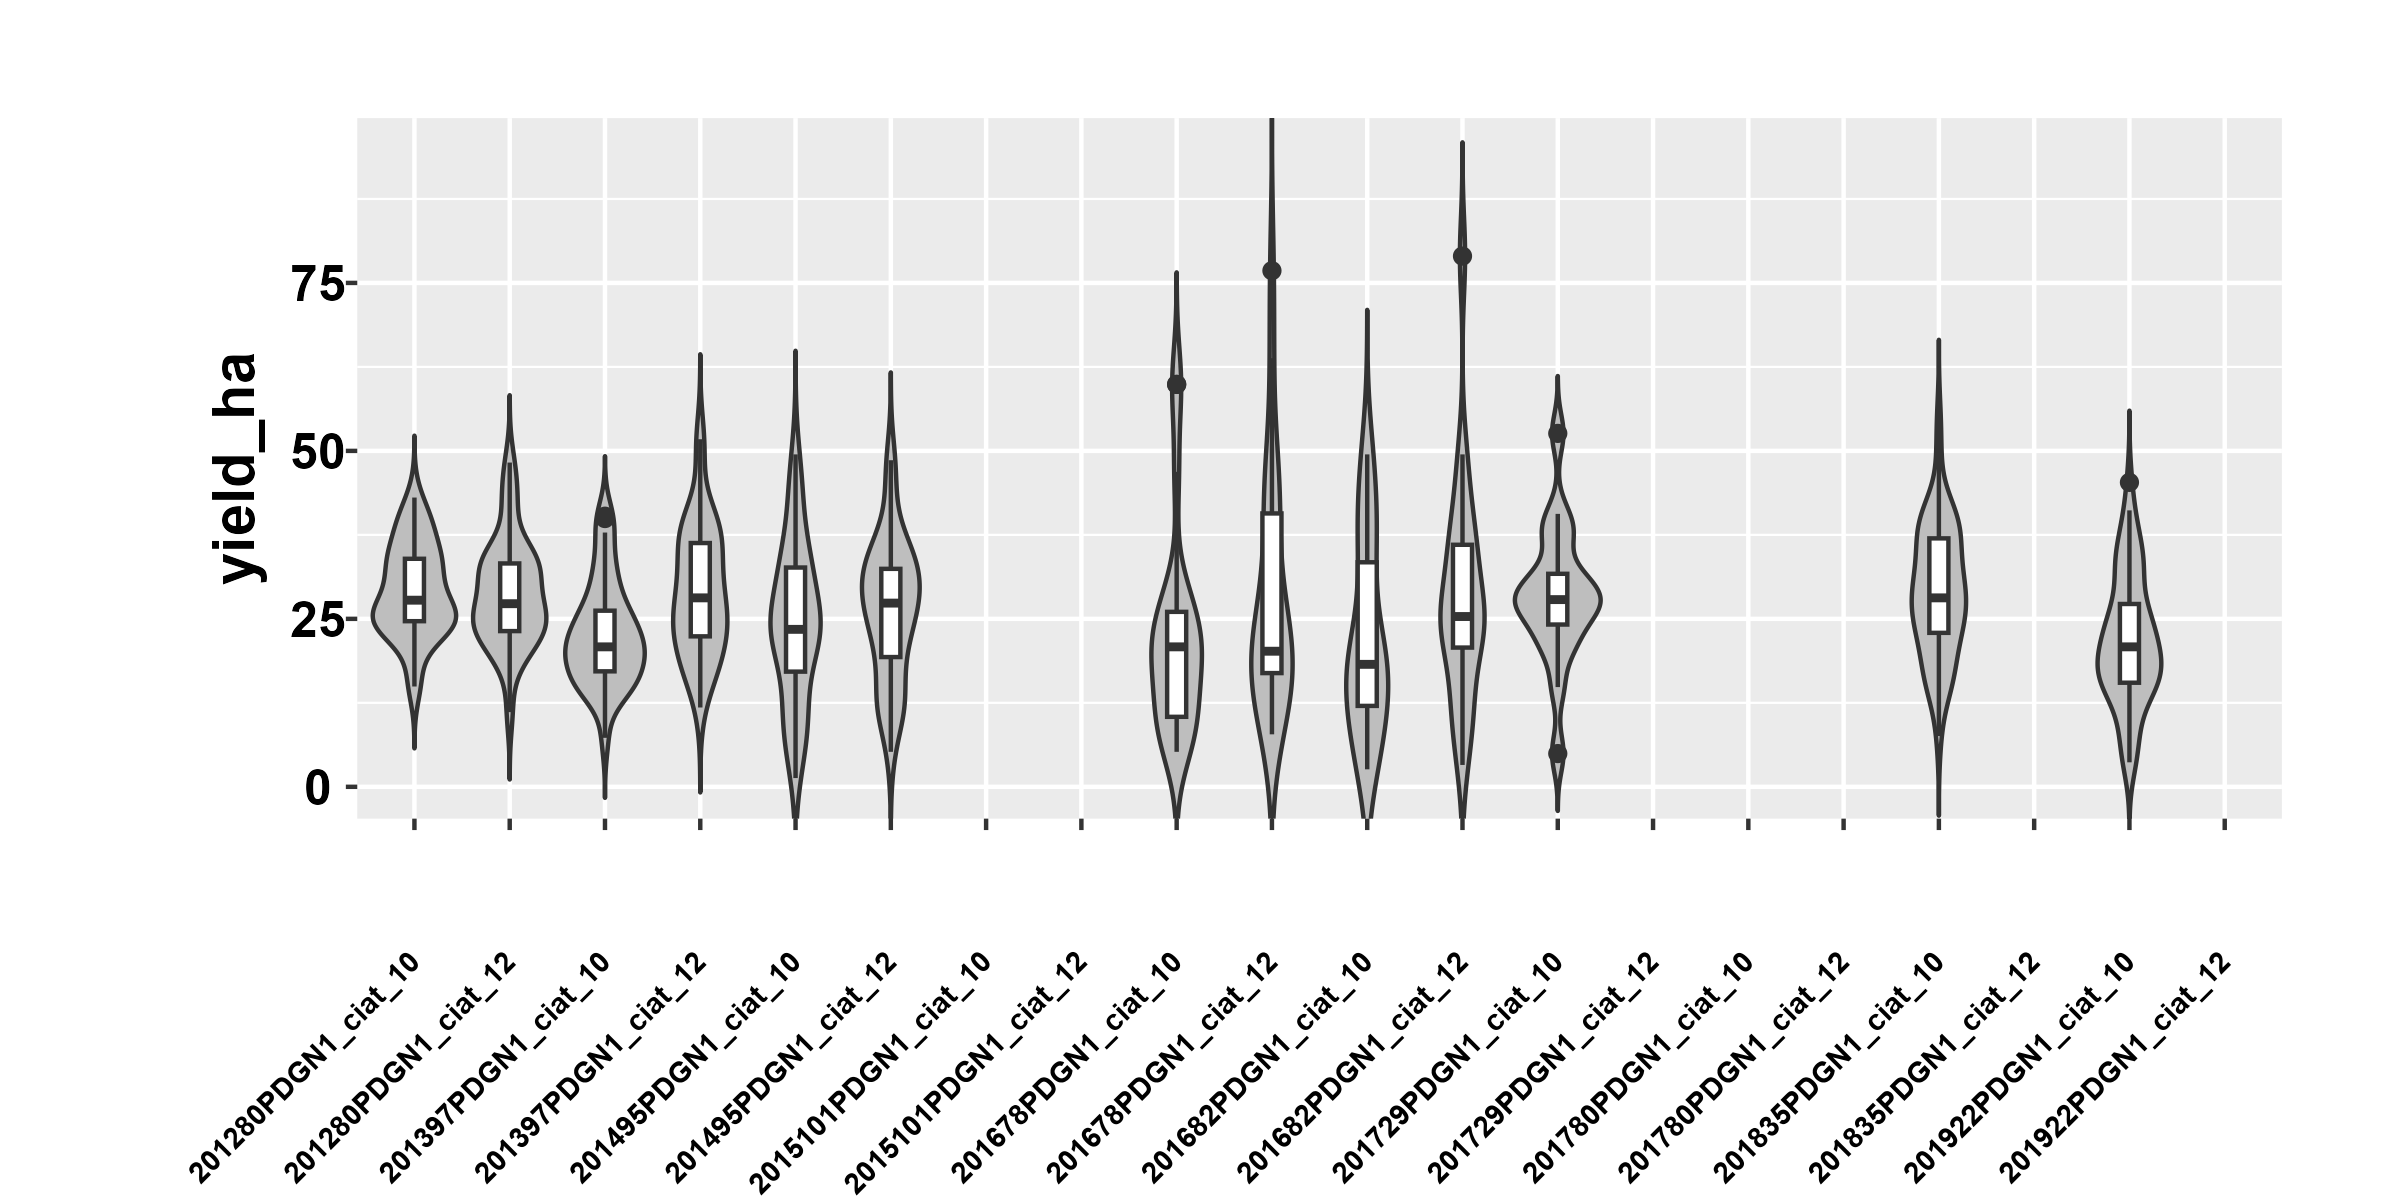 yield_ha
75
50
25
0
201280PDGN1_ciat_10
201280PDGN1_ciat_12
201397PDGN1_ciat_10
201397PDGN1_ciat_12
201495PDGN1_ciat_10
201495PDGN1_ciat_12
2015101PDGN1_ciat_10
2015101PDGN1_ciat_12
201678PDGN1_ciat_10
201678PDGN1_ciat_12
201682PDGN1_ciat_10
201682PDGN1_ciat_12
201729PDGN1_ciat_10
201729PDGN1_ciat_12
201780PDGN1_ciat_10
201780PDGN1_ciat_12
201835PDGN1_ciat_10
201835PDGN1_ciat_12
201922PDGN1_ciat_10
201922PDGN1_ciat_12